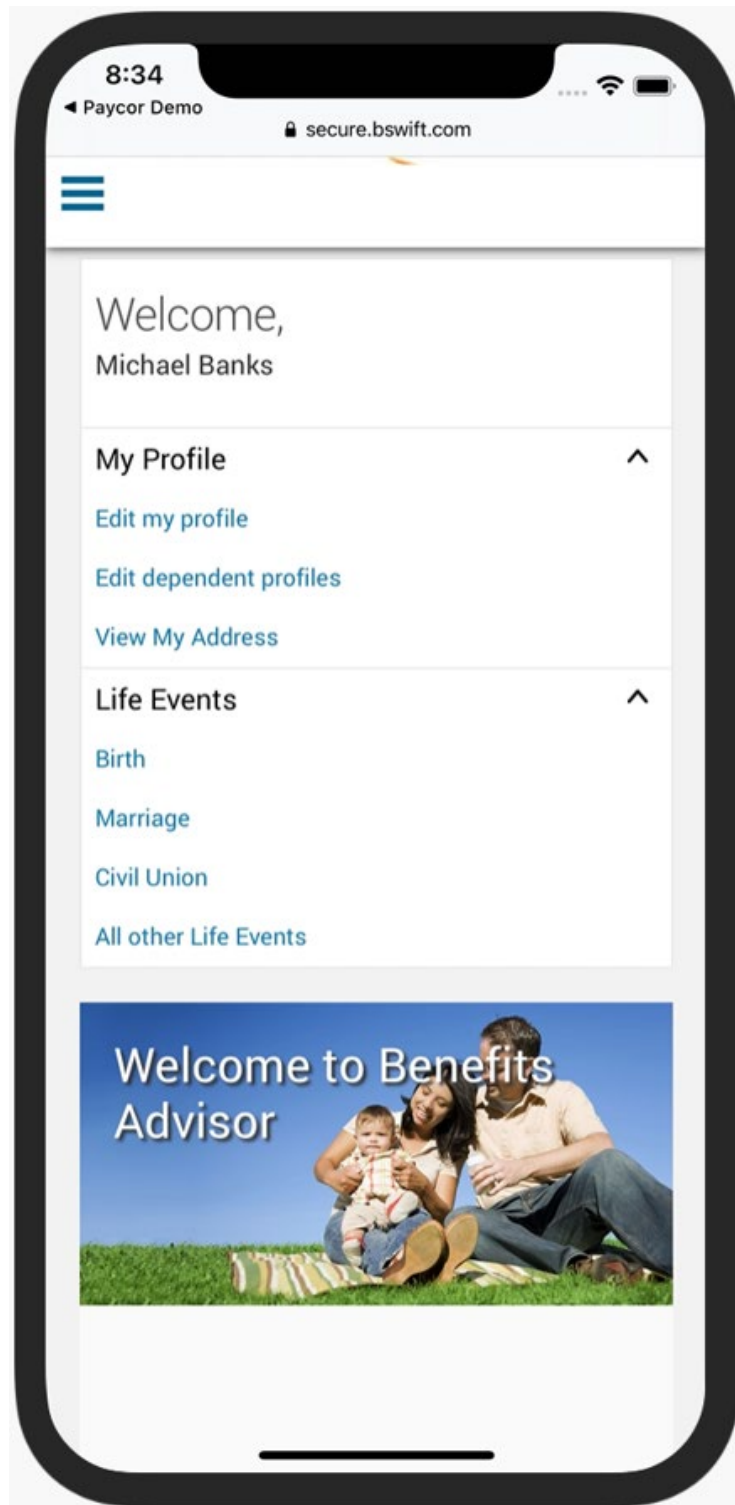 8:34
◀ Paycor Demo
secure.bswift.com
Welcome,
Michael Banks
My Profile
Edit my profile
Edit dependent profiles
View My Address
Life Events
Birth
Marriage
Civil Union
All other Life Events
Welcome to Benefits
Advisor